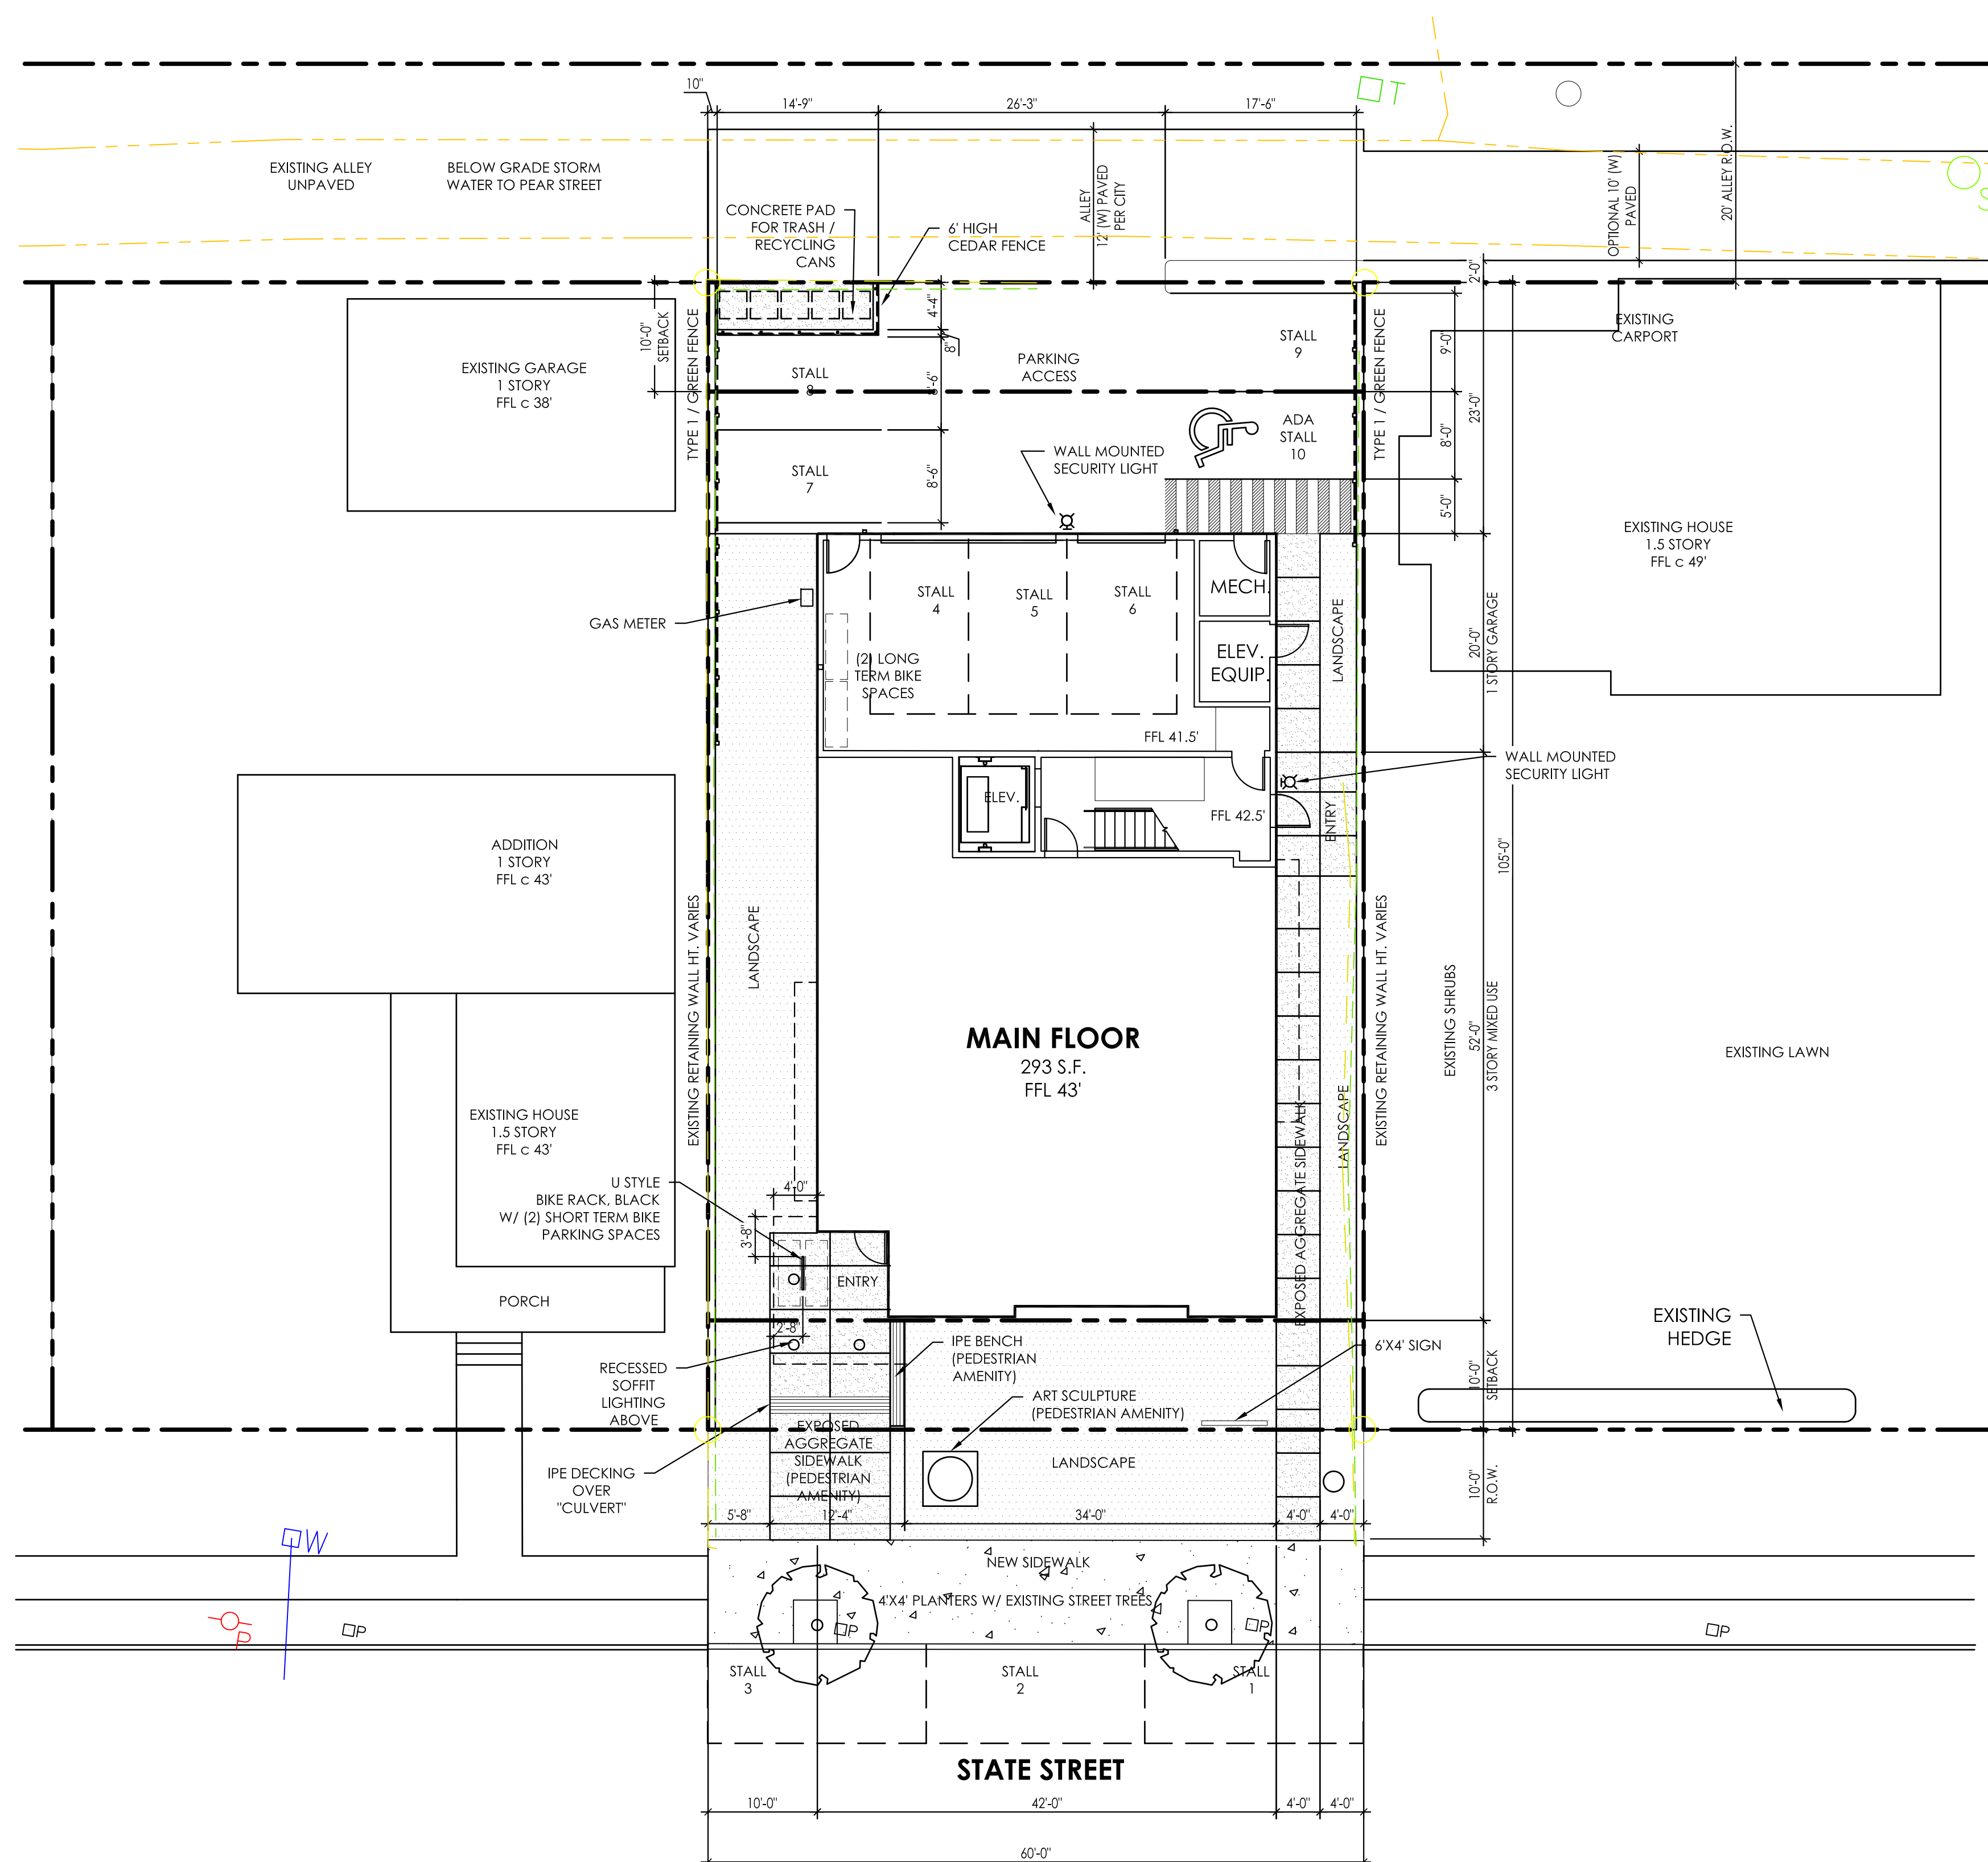 10"
14'-9"
26'-3"
17'-6"
T
EXISTING ALLEY
UNPAVED
BELOW GRADE STORM
WATER TO PEAR STREET
CONCRETE PAD
FOR TRASH /
RECYCLING
CANS
6' HIGH
CEDAR FENCE
ALLEY
12' (W) PAVED
PER CITY
OPTIONAL 10' (W)
PAVED
20' ALLEY R.O.W.
S
10'-0"
SETBACK
TYPE 1 / GREEN FENCE
4'-4"
8"
8'-6"
8'-6"
STALL
8
PARKING
ACCESS
STALL
9
TYPE 1 / GREEN FENCE
2'-0"
9'-0"
23'-0"
8'-0"
5'-0"
EXISTING
CARPORT
EXISTING GARAGE
1 STORY
FFL c 38'
STALL
7
WALL MOUNTED
SECURITY LIGHT
ADA
STALL
10
EXISTING HOUSE
1.5 STORY
FFL c 49'
GAS METER
STALL
4
STALL
5
STALL
6
MECH.
ELEV.
EQUIP.
(2) LONG
TERM BIKE
SPACES
LANDSCAPE
20'-0"
1 STORY GARAGE
FFL 41.5'
WALL MOUNTED
SECURITY LIGHT
ELEV.
FFL 42.5'
ENTRY
105'-0"
ADDITION
1 STORY
FFL c 43'
EXISTING RETAINING WALL HT. VARIES
LANDSCAPE
MAIN FLOOR
293 S.F.
FFL 43'
EXPOSED AGGREGATE SIDEWALK
LANDSCAPE
EXISTING RETAINING WALL HT. VARIES
EXISTING SHRUBS
52'-0"
3 STORY MIXED USE
EXISTING LAWN
EXISTING HOUSE
1.5 STORY
FFL c 43'
U STYLE
BIKE RACK, BLACK
W/ (2) SHORT TERM BIKE
PARKING SPACES
4'-0"
3'-8"
ENTRY
PORCH
2'-8"
RECESSED
SOFFIT
LIGHTING
ABOVE
IPE BENCH
(PEDESTRIAN
AMENITY)
ART SCULPTURE
(PEDESTRIAN AMENITY)
6'X4' SIGN
10'-0"
SETBACK
EXISTING
HEDGE
EXPOSED
AGGREGATE
SIDEWALK
(PEDESTRIAN
AMENITY)
LANDSCAPE
IPE DECKING
OVER
"CULVERT"
10'-0"
R.O.W.
5'-8"
12'-4"
34'-0"
4'-0"
4'-0"
W
P
P
NEW SIDEWALK
4'X4' PLANTERS W/ EXISTING STREET TREES
P
P
P
STALL
3
STALL
2
STALL
1
STATE STREET
10'-0"
42'-0"
4'-0"
4'-0"
60'-0"